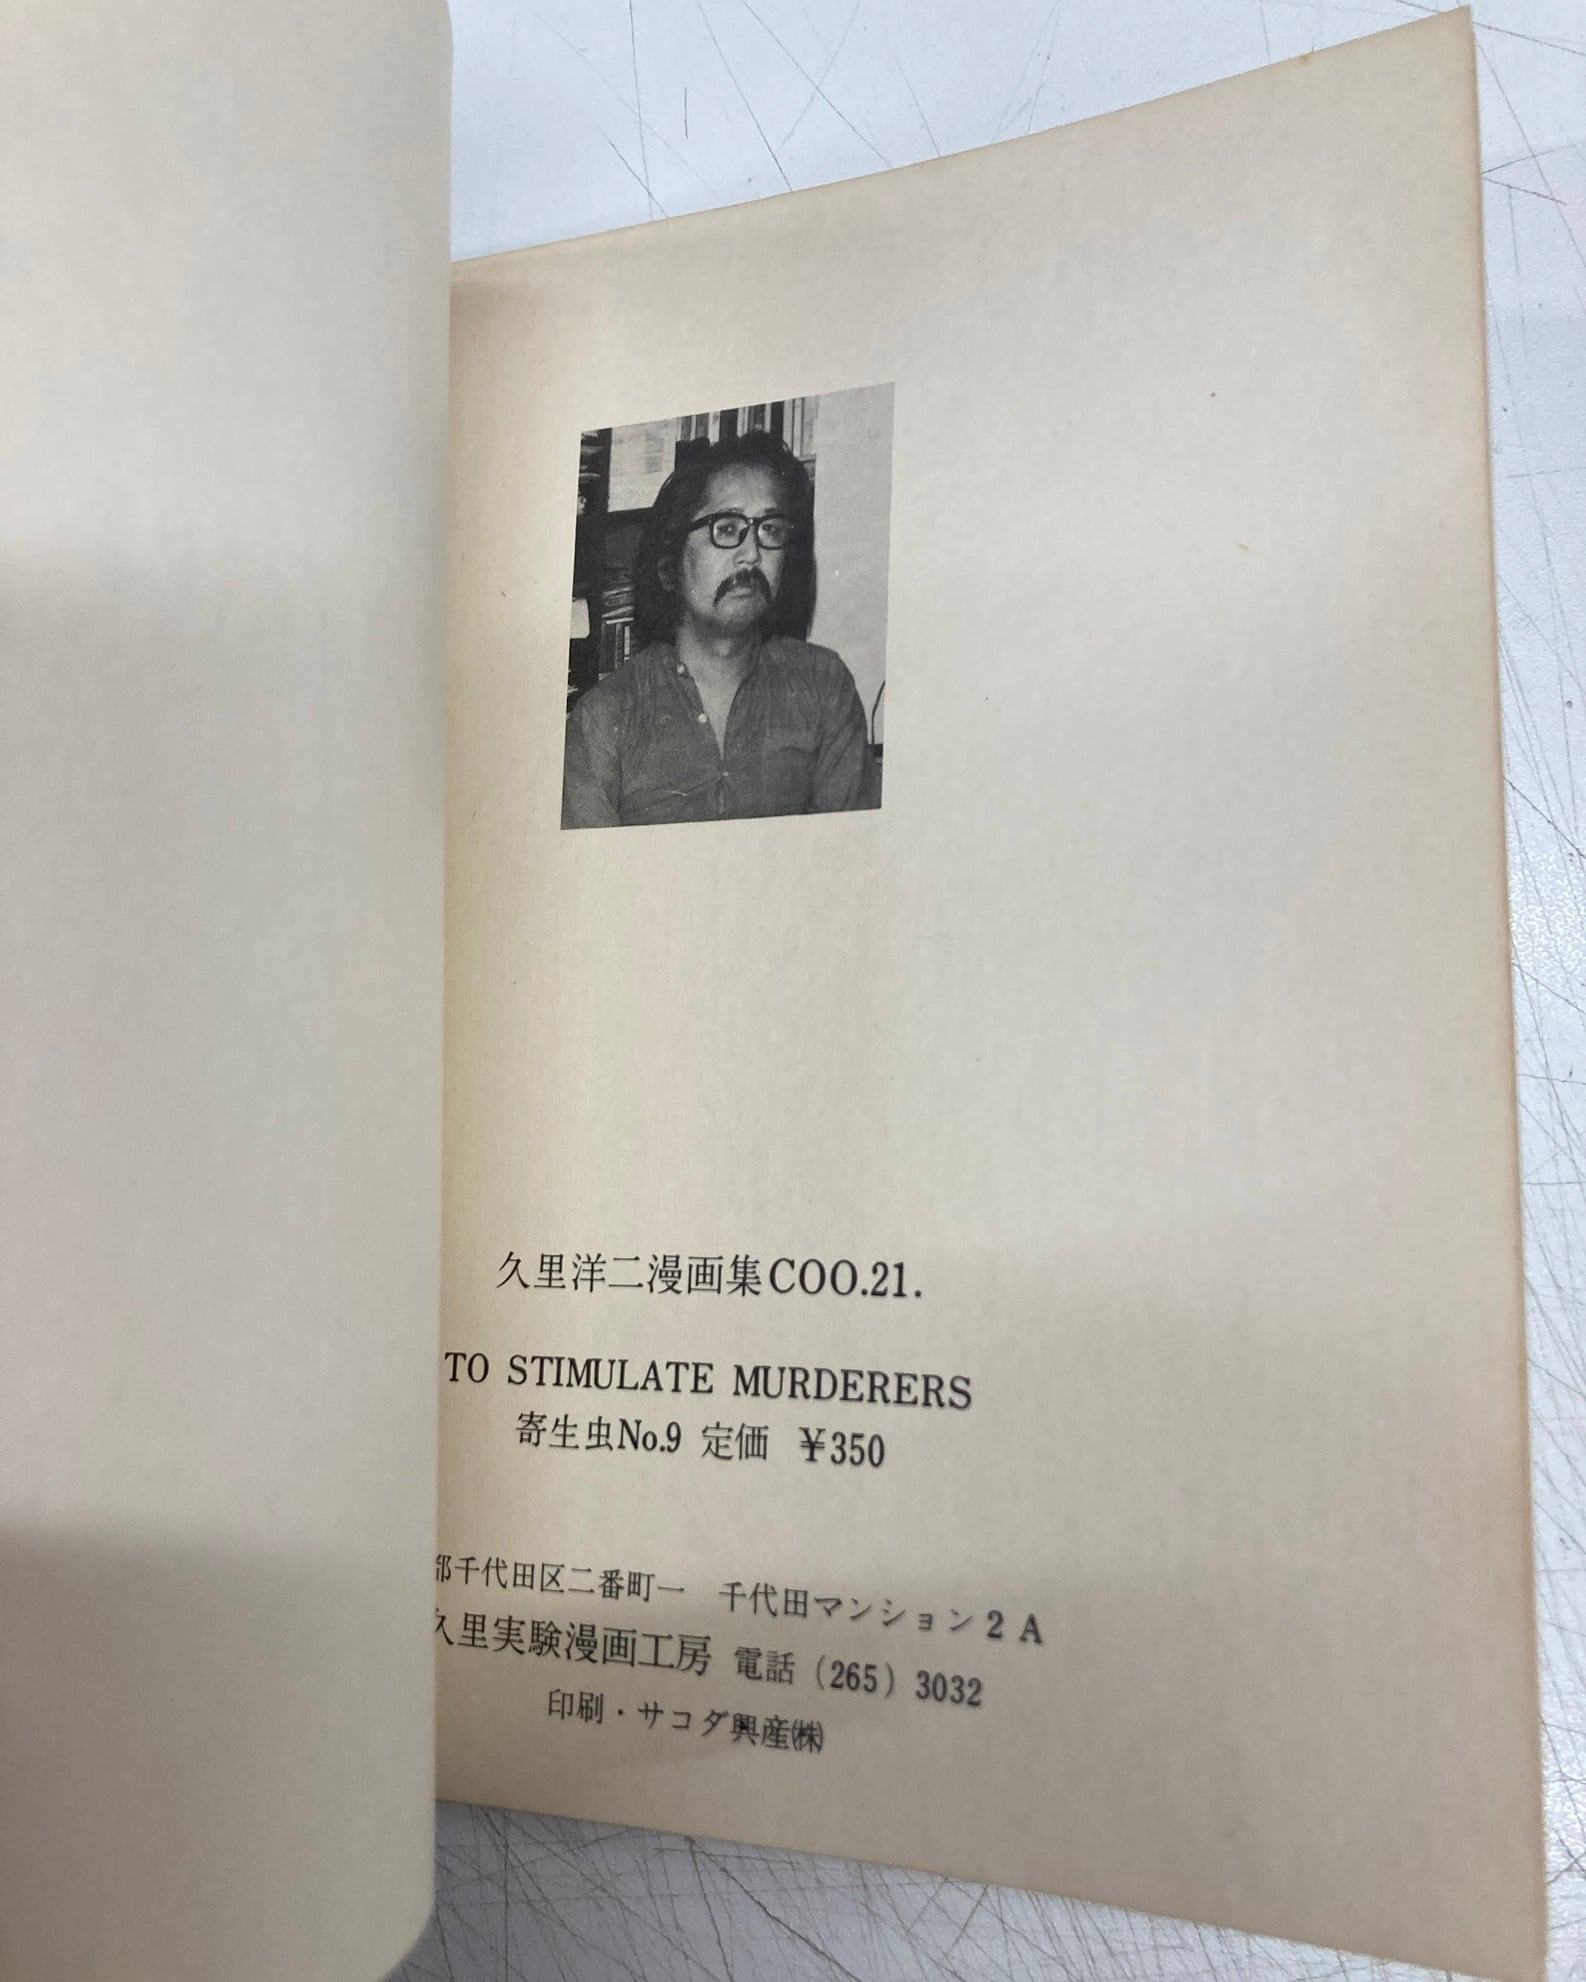 久里洋二漫画集COO.21.
TO STIMULATE MURDERERS
寄生虫No.9 定価 ¥350
都千代田区二番町一 千代田マンション2A
久里実験漫画工房 電話(265)3032
印刷・サコダ興産㈱